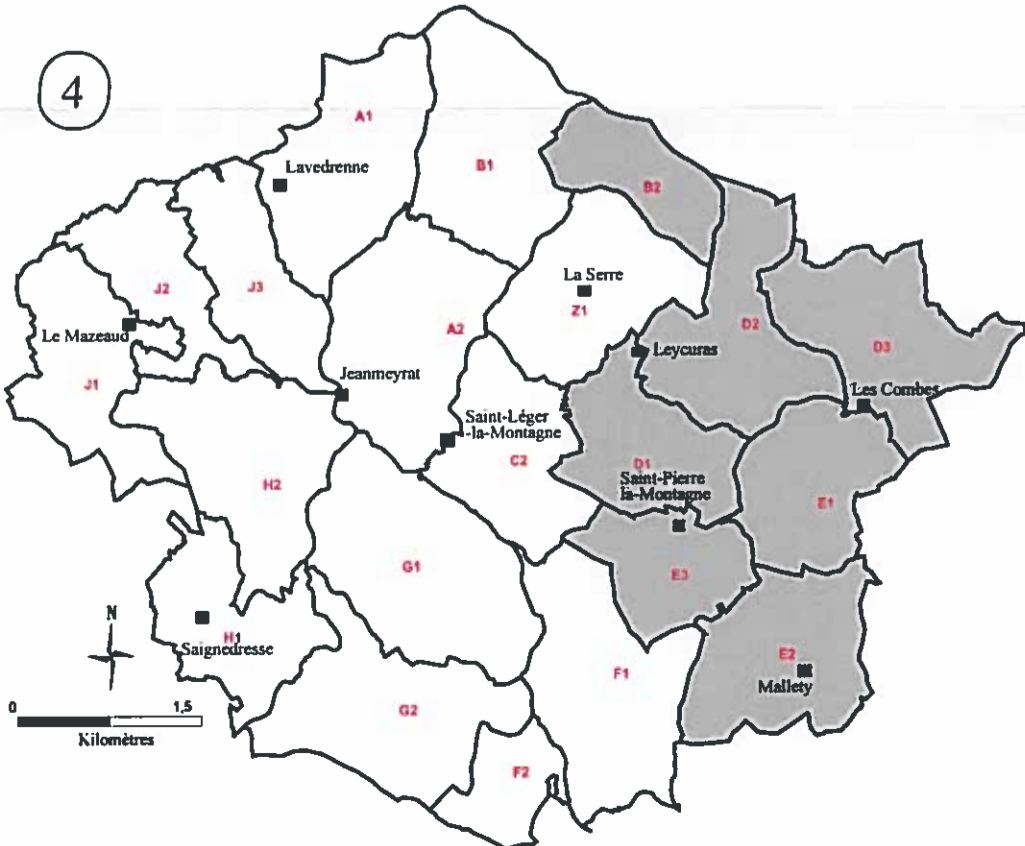 4
A1
Lavedrenne
B1
B2
La Serre
Z1
J2
J3
Le Mazeaud
A2
D2
D3
J1
Leycuras
Jeanmeyrat
Les Combes
Saint-Léger
-la-Montagne
C2
D1
Saint-Pierre
la-Montagne
H2
E1
G1
E3
N
H1
Saignedresse
F1
E2
Mallety
0 1,5
Kilomètres
G2
F2